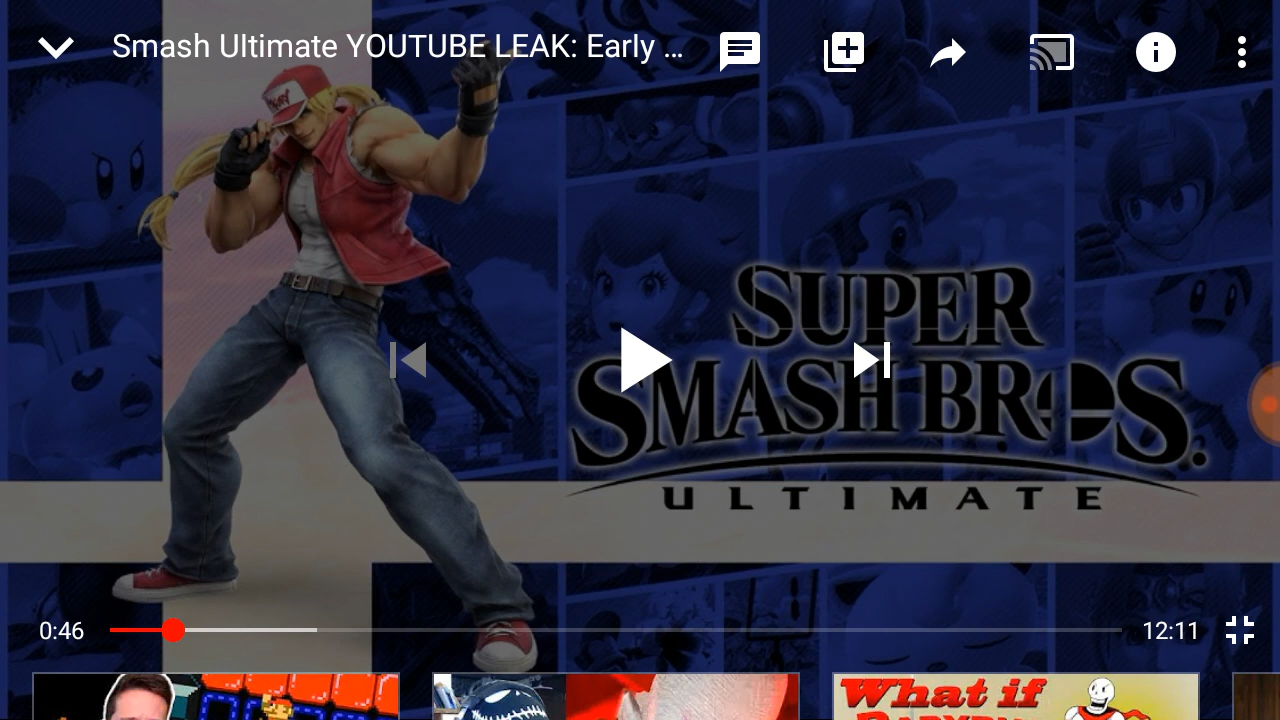 Smash Ultimate YOUTUBE LEAK: Early ...
SUPER
SMASH BROS.
ULTIMATE
0:46
12:11
What if